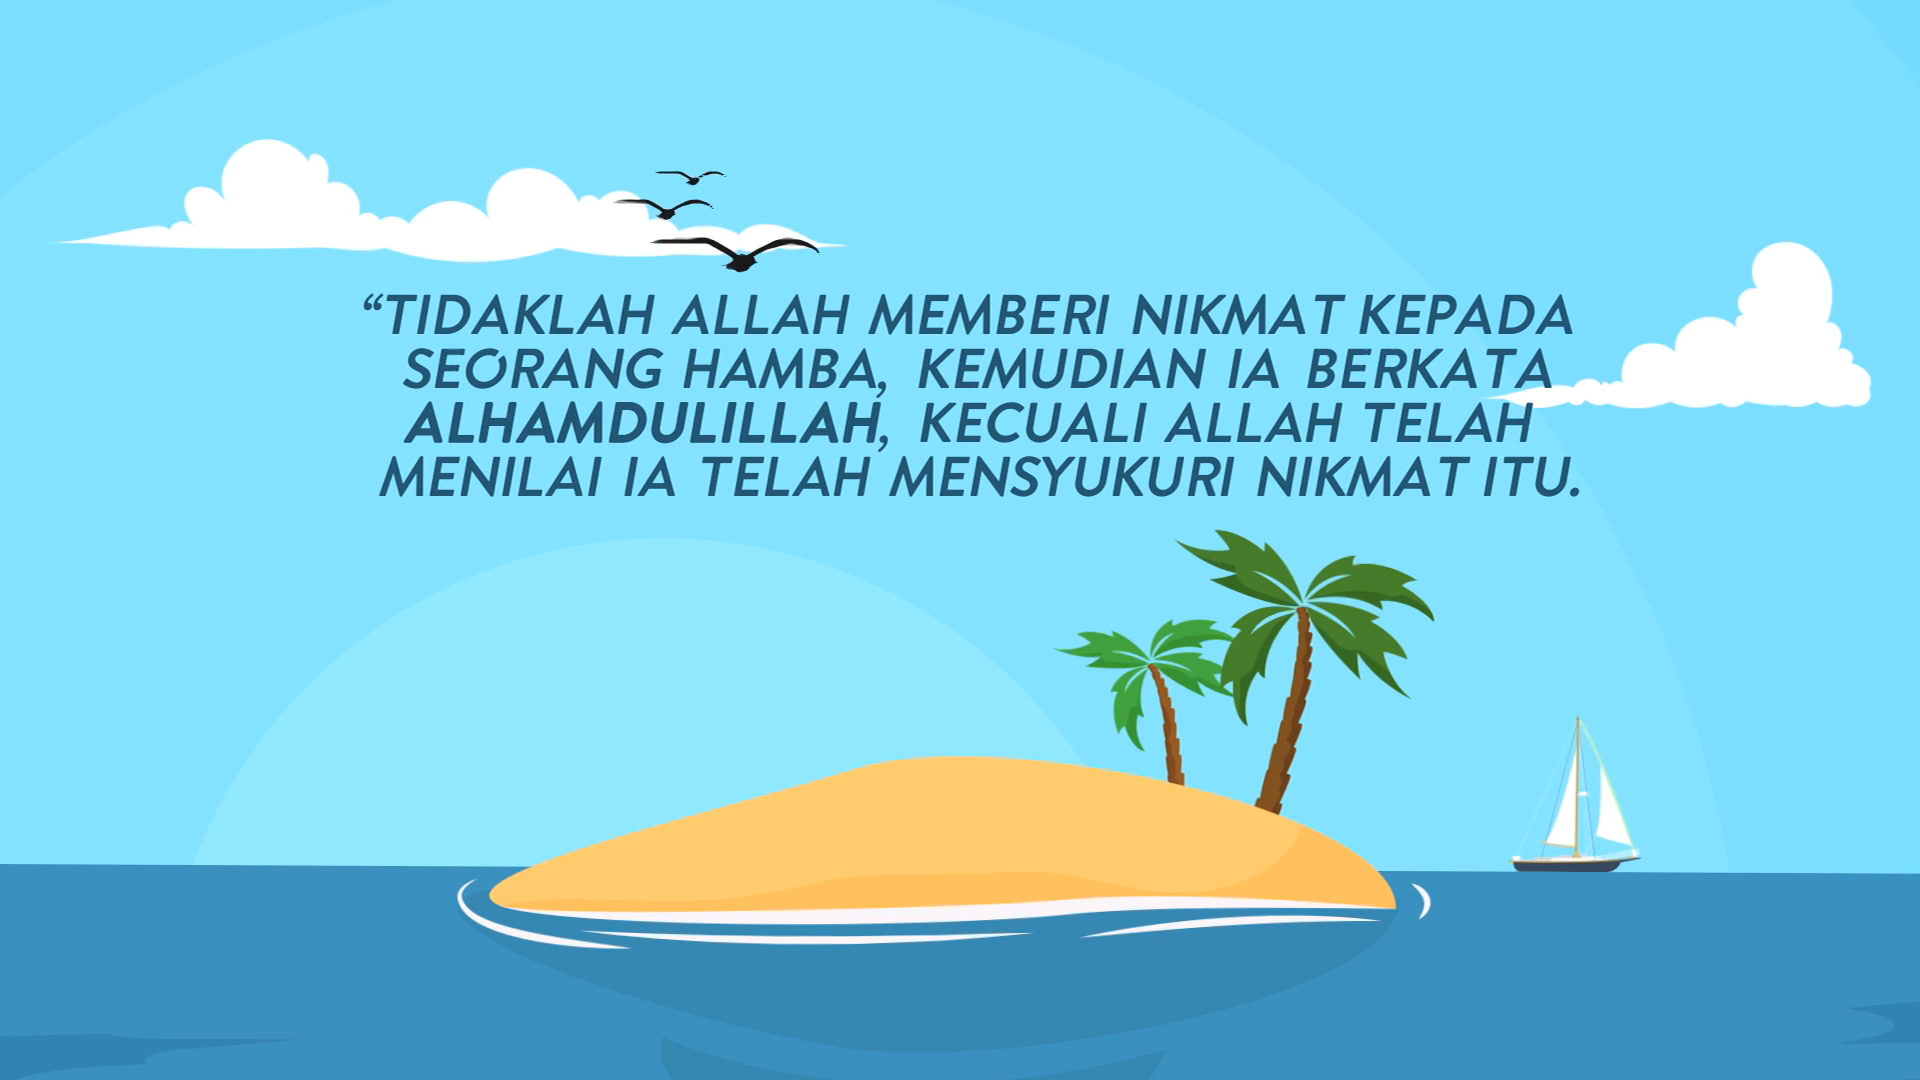 “TIDAKLAH ALLAH MEMBERI NIKMAT KEPADA
SEORANG HAMBA, KEMUDIAN IA BERKATA
ALHAMDULILLAH, KECUALI ALLAH TELAH
MENILAI IA TELAH MENSYUKURI NIKMAT ITU.